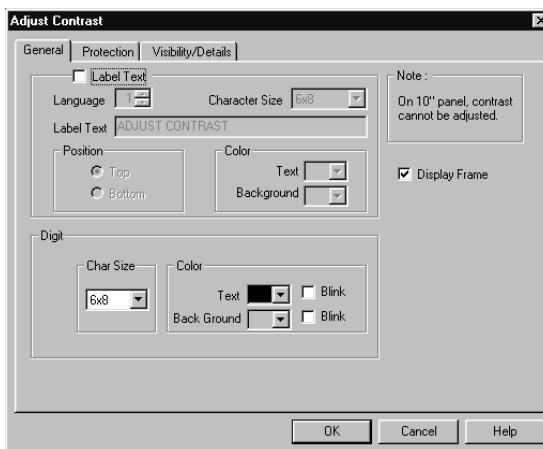 Adjust Contrast
General Protection Visibility/Details
Label Text
Language 1 Character Size 6x8
Label Text ADJUST CONTRAST
Position
Top
Bottom
Color
Text
Background
Note :
On 10" panel, contrast
cannot be adjusted.
Display Frame
Digit
Char Size
6x8
Color
Text Blink
Back Ground Blink
OK Cancel Help